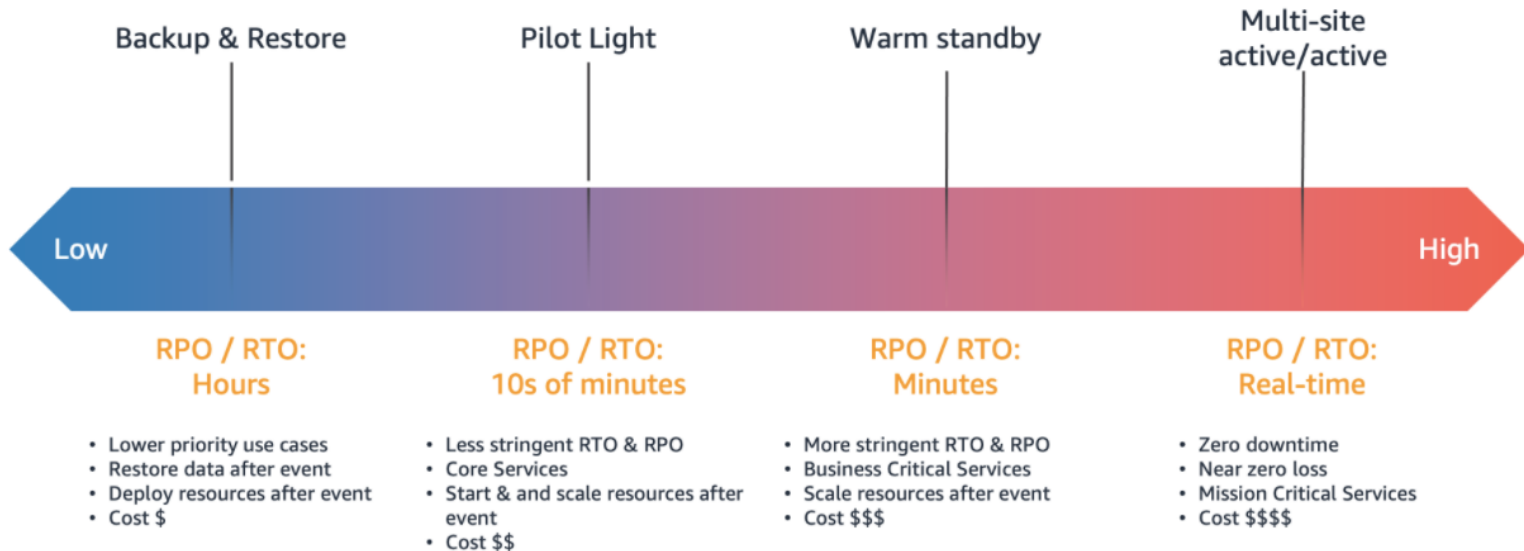 Backup & Restore
Pilot Light
Warm standby
Multi-site
active/active
Low
High
RPO / RTO:
Hours
RPO / RTO:
10s of minutes
RPO / RTO:
Minutes
RPO / RTO:
Real-time
• Lower priority use cases
• Restore data after event
• Deploy resources after event
• Cost $
• Less stringent RTO & RPO
• Core Services
• Start & and scale resources after
event
• Cost $$
• More stringent RTO & RPO
• Business Critical Services
• Scale resources after event
• Cost $$$
• Zero downtime
• Near zero loss
• Mission Critical Services
• Cost $$$$